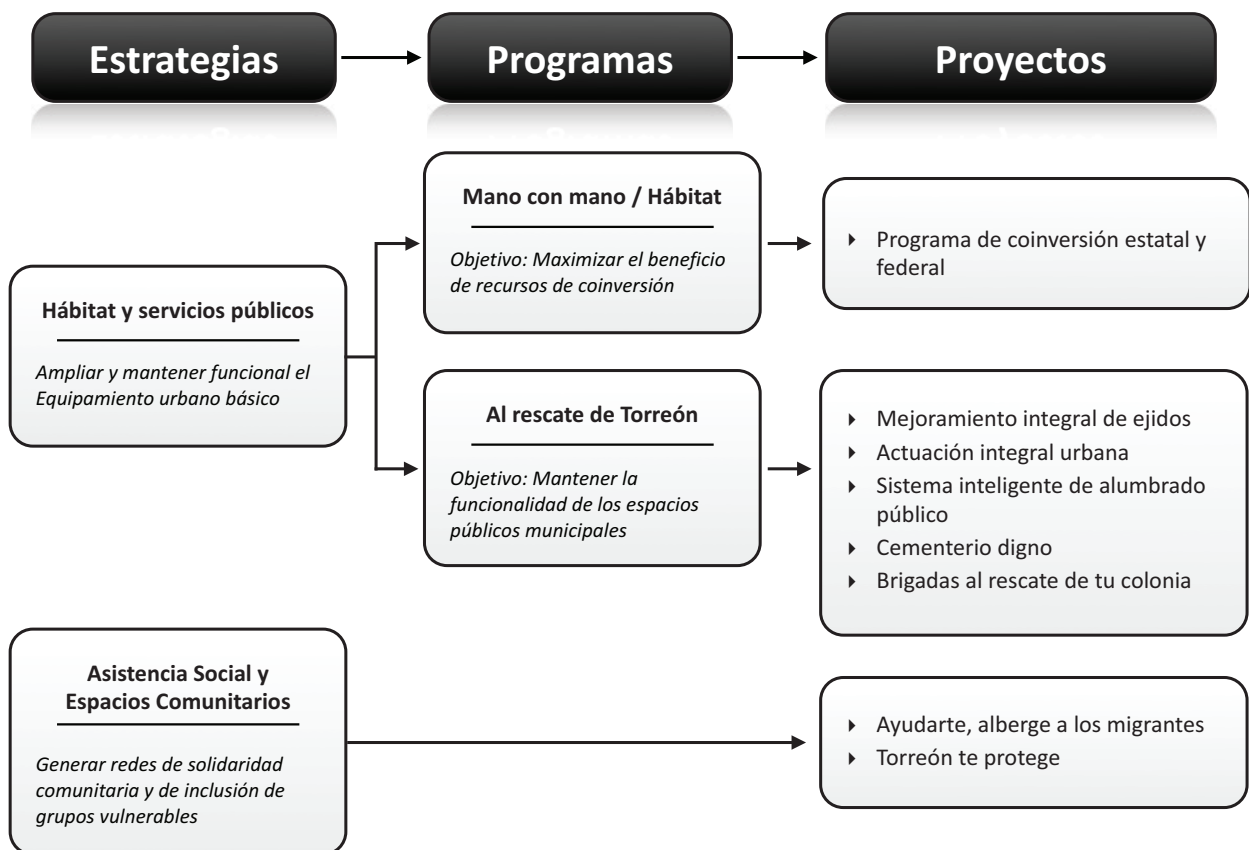 Estrategias
Programas
Proyectos
Mano con mano / Hábitat
Objetivo: Maximizar el beneficio
de recursos de coinversión
Programa de coinversión estatal y
federal
Hábitat y servicios públicos
Ampliar y mantener funcional el
Equipamiento urbano básico
Al rescate de Torreón
Objetivo: Mantener la
funcionalidad de los espacios
públicos municipales
Mejoramiento integral de ejidos
Actuación integral urbana
Sistema inteligente de alumbrado
público
Cementerio digno
Brigadas al rescate de tu colonia
Asistencia Social y
Espacios Comunitarios
Generar redes de solidaridad
comunitaria y de inclusión de
grupos vulnerables
Ayudarte, alberge a los migrantes
Torreón te protege